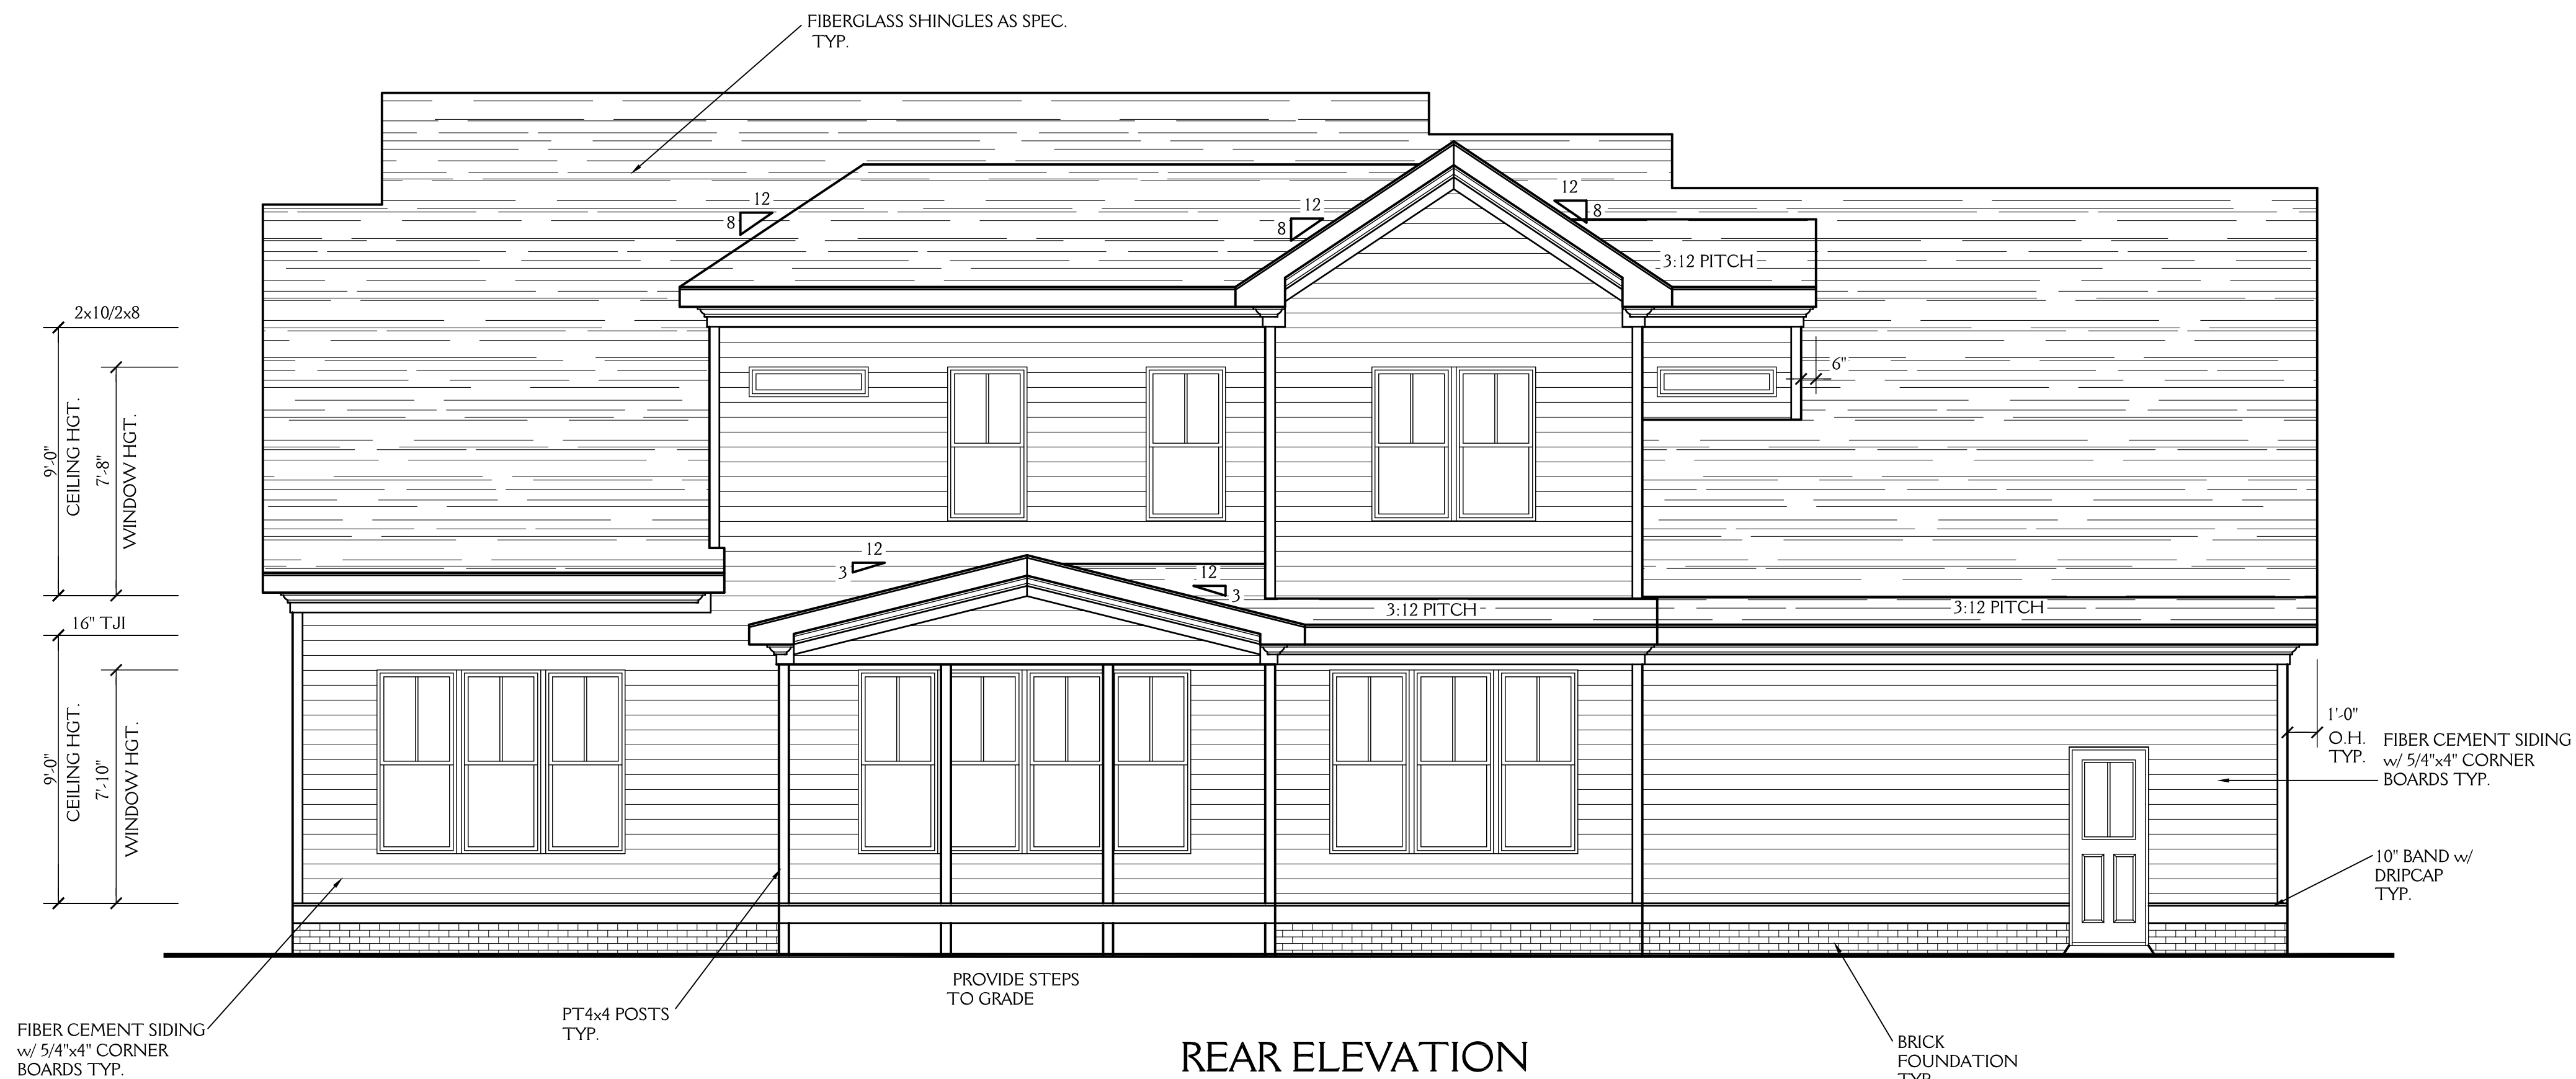 FIBERGLASS SHINGLES AS SPEC.
TYP.
12
8
12
8
12
8
3:12 PITCH
2x10/2x8
6"
9'-0"
CEILING HGT.
7'-8"
WINDOW HGT.
12
3
12
3
3:12 PITCH
3:12 PITCH
16" TJI
9'-0"
CEILING HGT.
7'-10"
WINDOW HGT.
1'-0"
O.H.
TYP.
FIBER CEMENT SIDING
w/ 5/4"x4" CORNER
BOARDS TYP.
10" BAND w/
DRIPCAP
TYP.
PROVIDE STEPS
TO GRADE
PT4x4 POSTS
TYP.
FIBER CEMENT SIDING
w/ 5/4"x4" CORNER
BOARDS TYP.
REAR ELEVATION
BRICK
FOUNDATION
TYP.